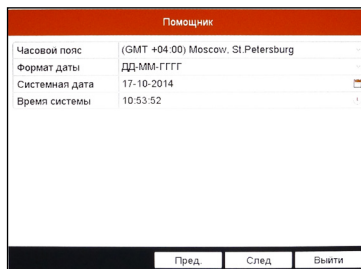 Помощник
Часовой пояс (GMT +04:00) Moscow, St.Petersburg
Формат даты ДД-ММ-ГГГГ
Системная дата 17-10-2014
Время системы 10:53:52
Пред. След Выйти